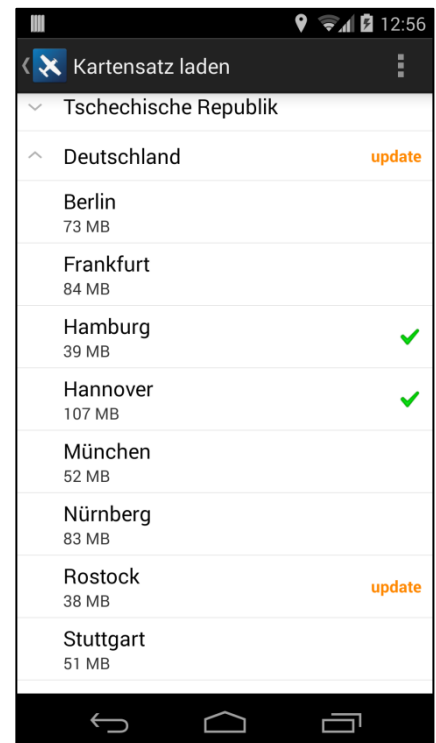 12:56
Kartensatz laden
Tschechische Republik
Deutschland update
Berlin
73 MB
Frankfurt
84 MB
Hamburg
39 MB
Hannover
107 MB
München
52 MB
Nürnberg
83 MB
Rostock
38 MB update
Stuttgart
51 MB